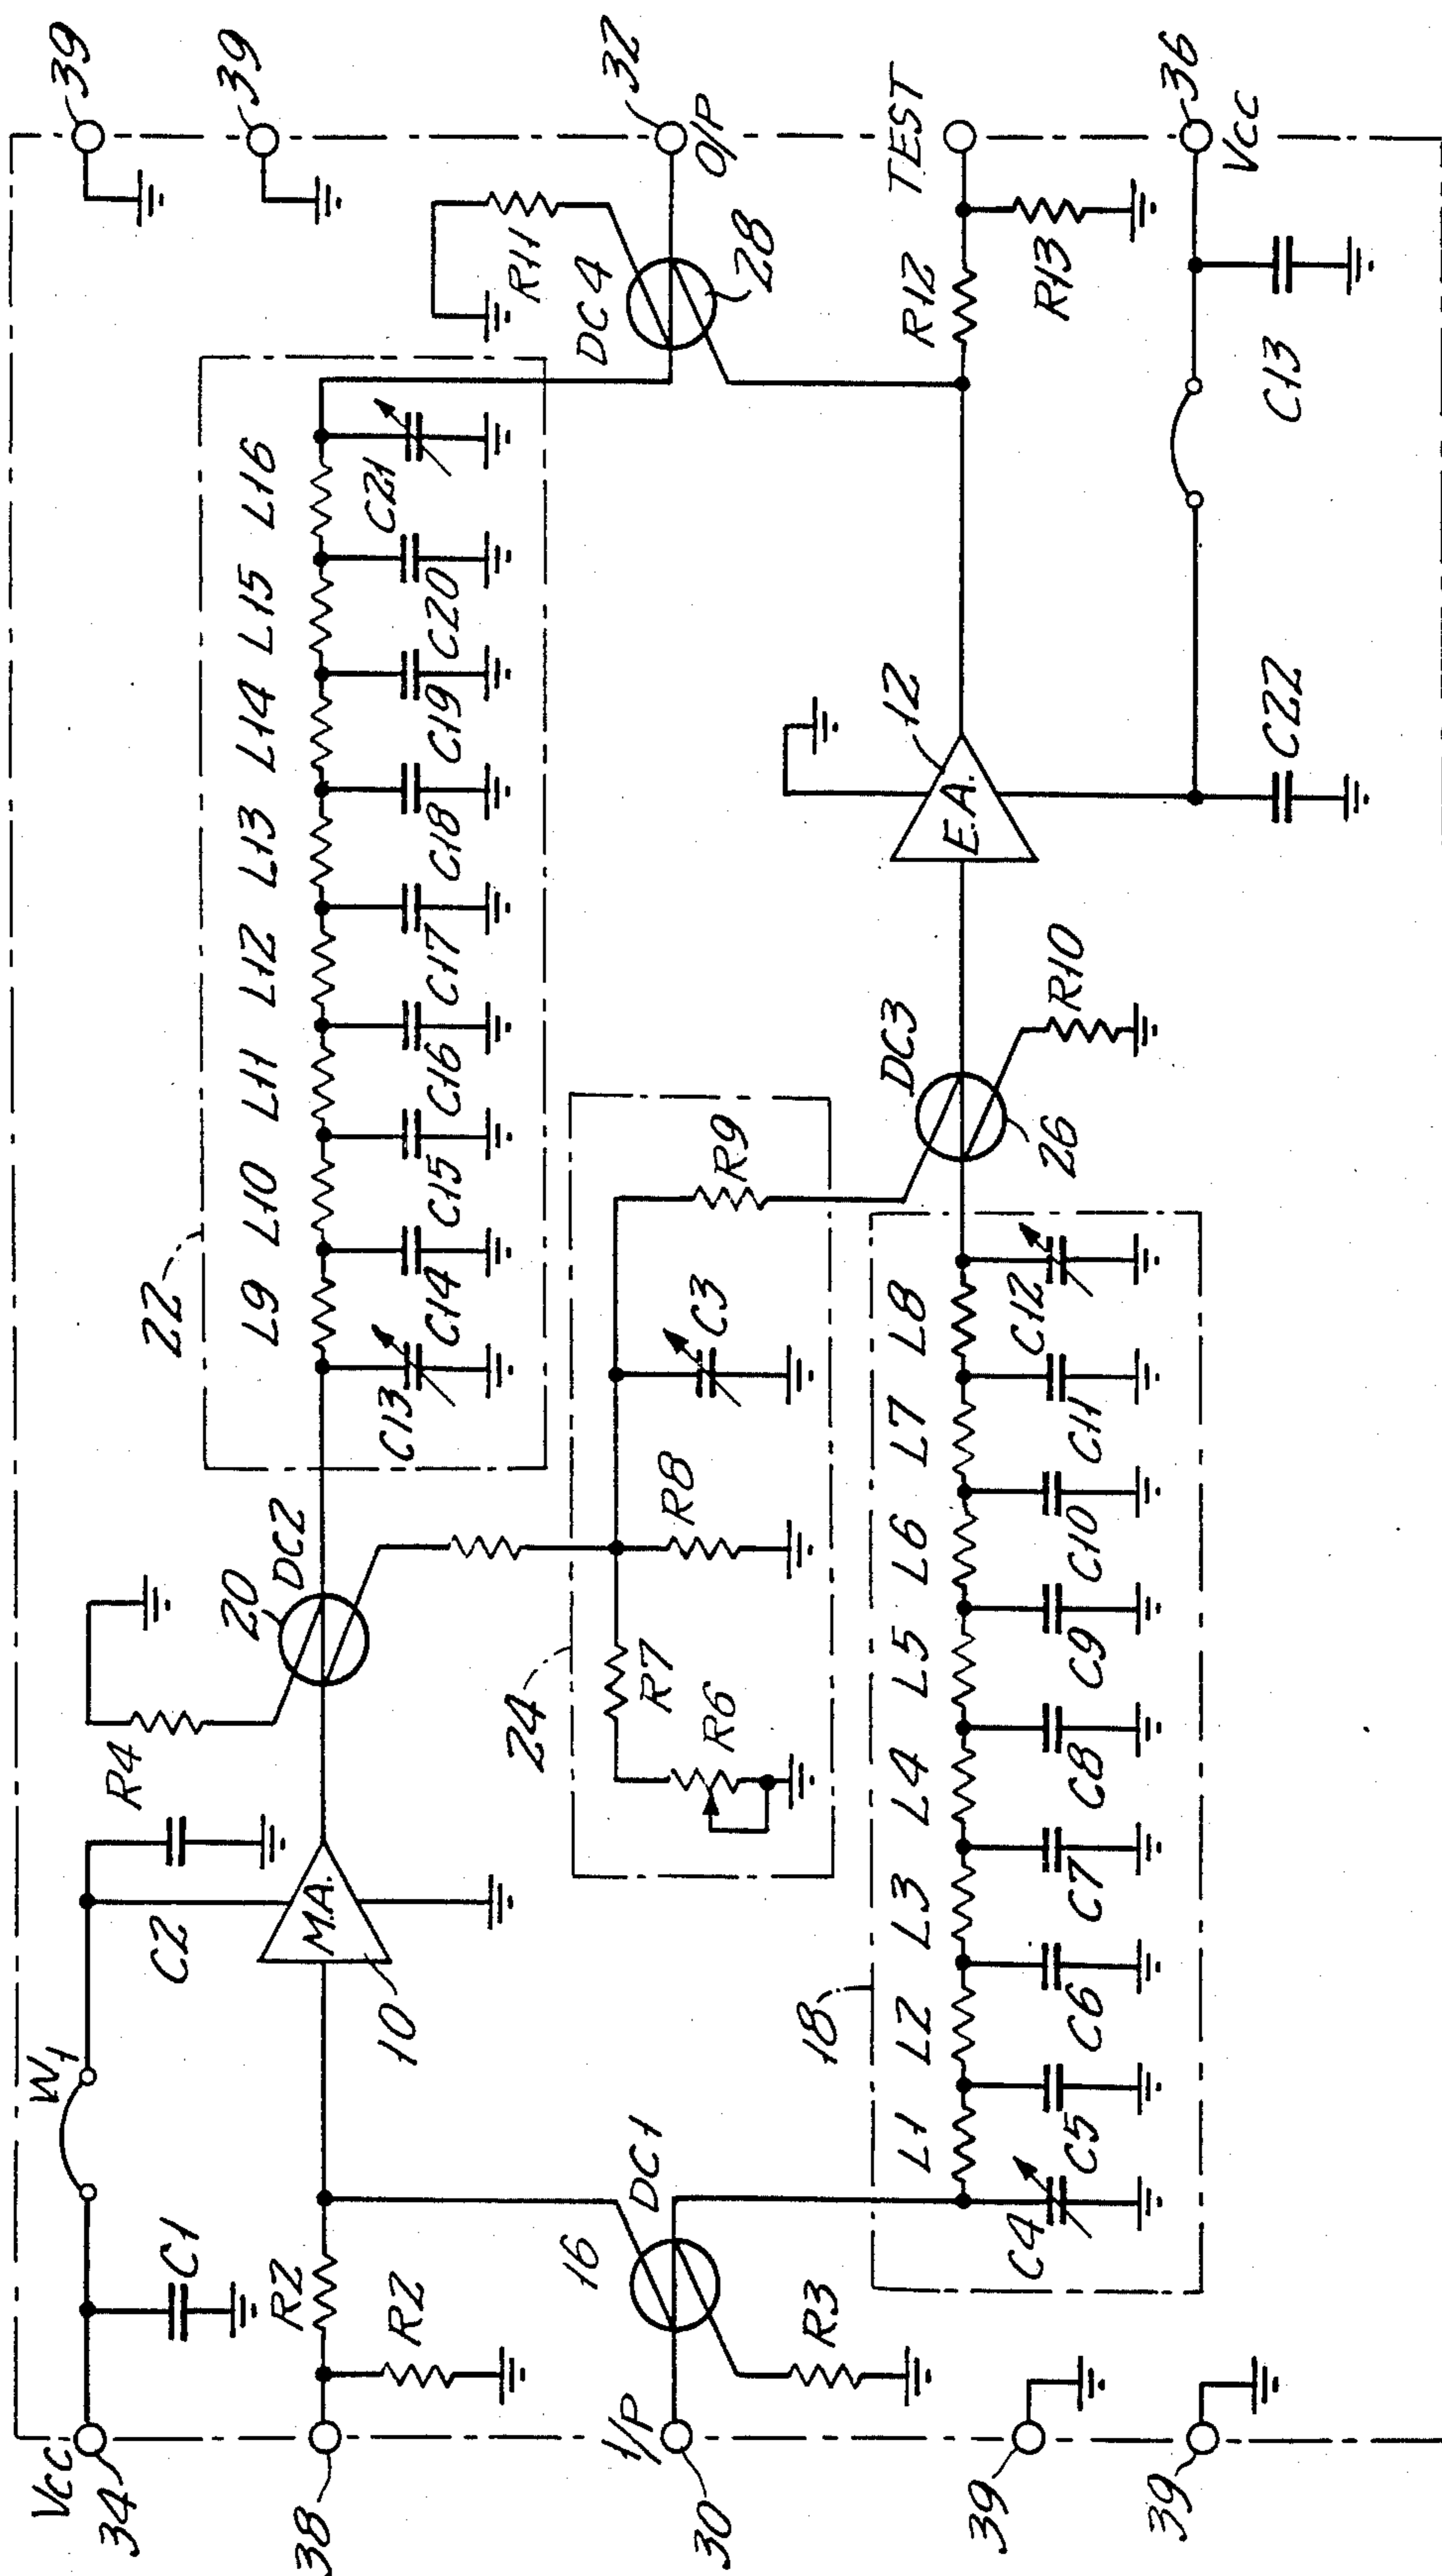 Vcc
34
C1
W1
C2
R4
20
DC2
22
L9 L10 L11 L12 L13 L14 L15 L16
C13
C14
C15
C16
C17
C18
C19
C20
C21
39
39
38
R2
R2
M.A.
10
24
R7
R6
R8
C3
R9
DC4
R11
28
32
O/P
I/P
30
16
DC1
R3
18
L1 L2 L3 L4 L5 L6 L7 L8
C4
C5
C6
C7
C8
C9
C10
C11
C12
DC3
26
R10
E.A.
12
R12
TEST
R13
C22
C13
36
Vcc
39
39